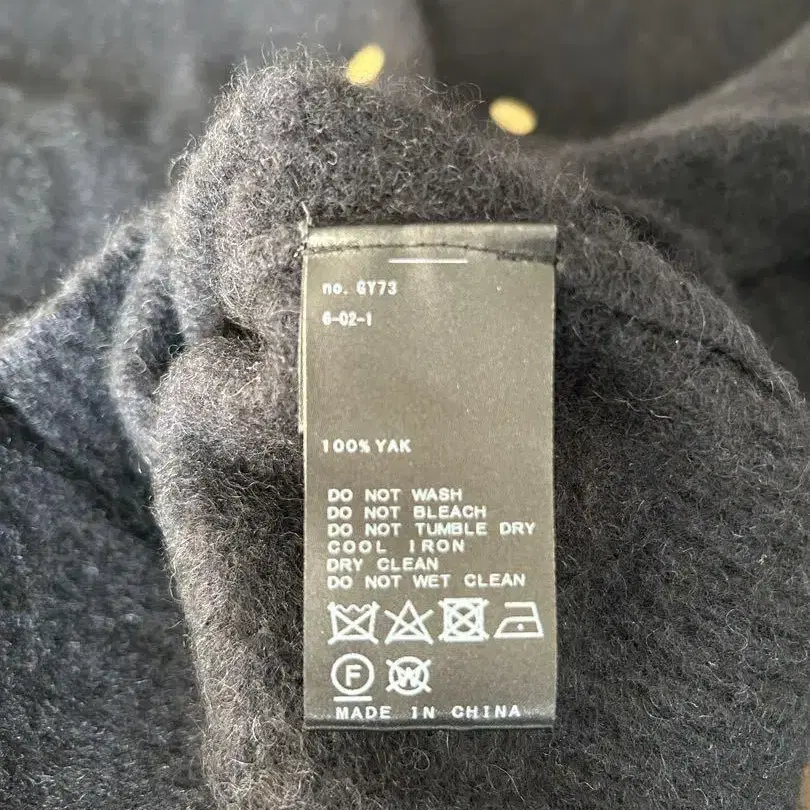 no. GY73
6-02-1
100% YAK
DO NOT WASH
DO NOT BLEACH
DO NOT TUMBLE DRY
COOL IRON
DRY CLEAN
DO NOT WET CLEAN
F W
MADE IN CHINA